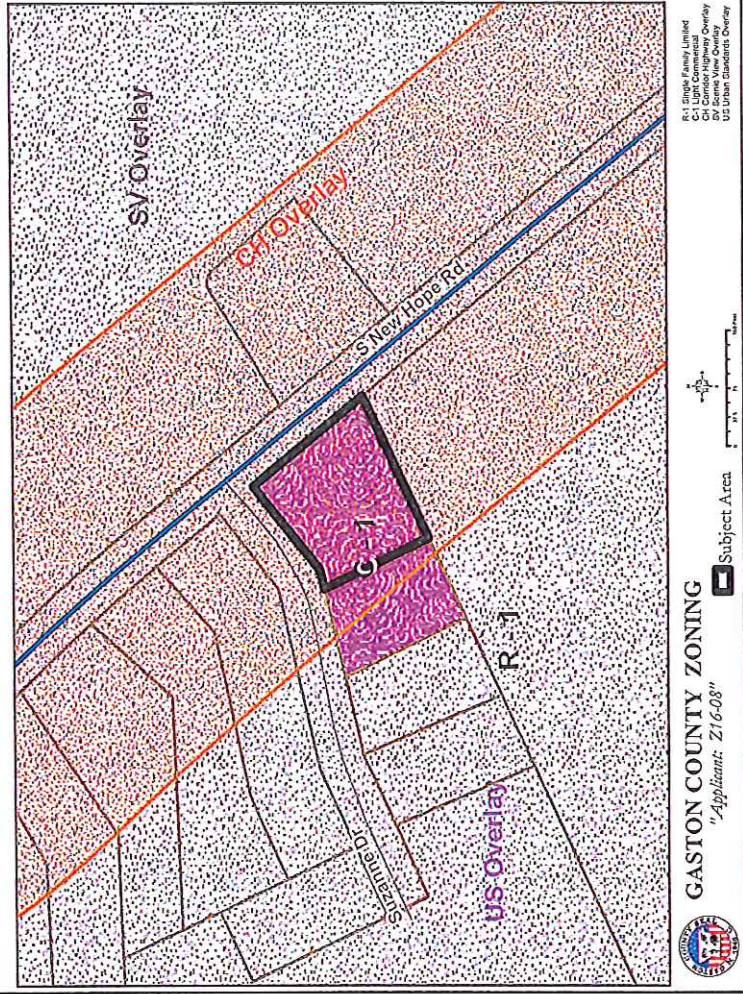 SV Overlay
CH Overlay
S New Hope Rd
C-1
R-1
Suzanne Dr
US Overlay
GASTON COUNTY ZONING
"Applicant: Z16-08"
Subject Area
R-1 Single Family Limited
C-1 Light Commercial
CH Corridor Highway Overlay
SV Scenic View Overlay
US Urban Standards Overlay